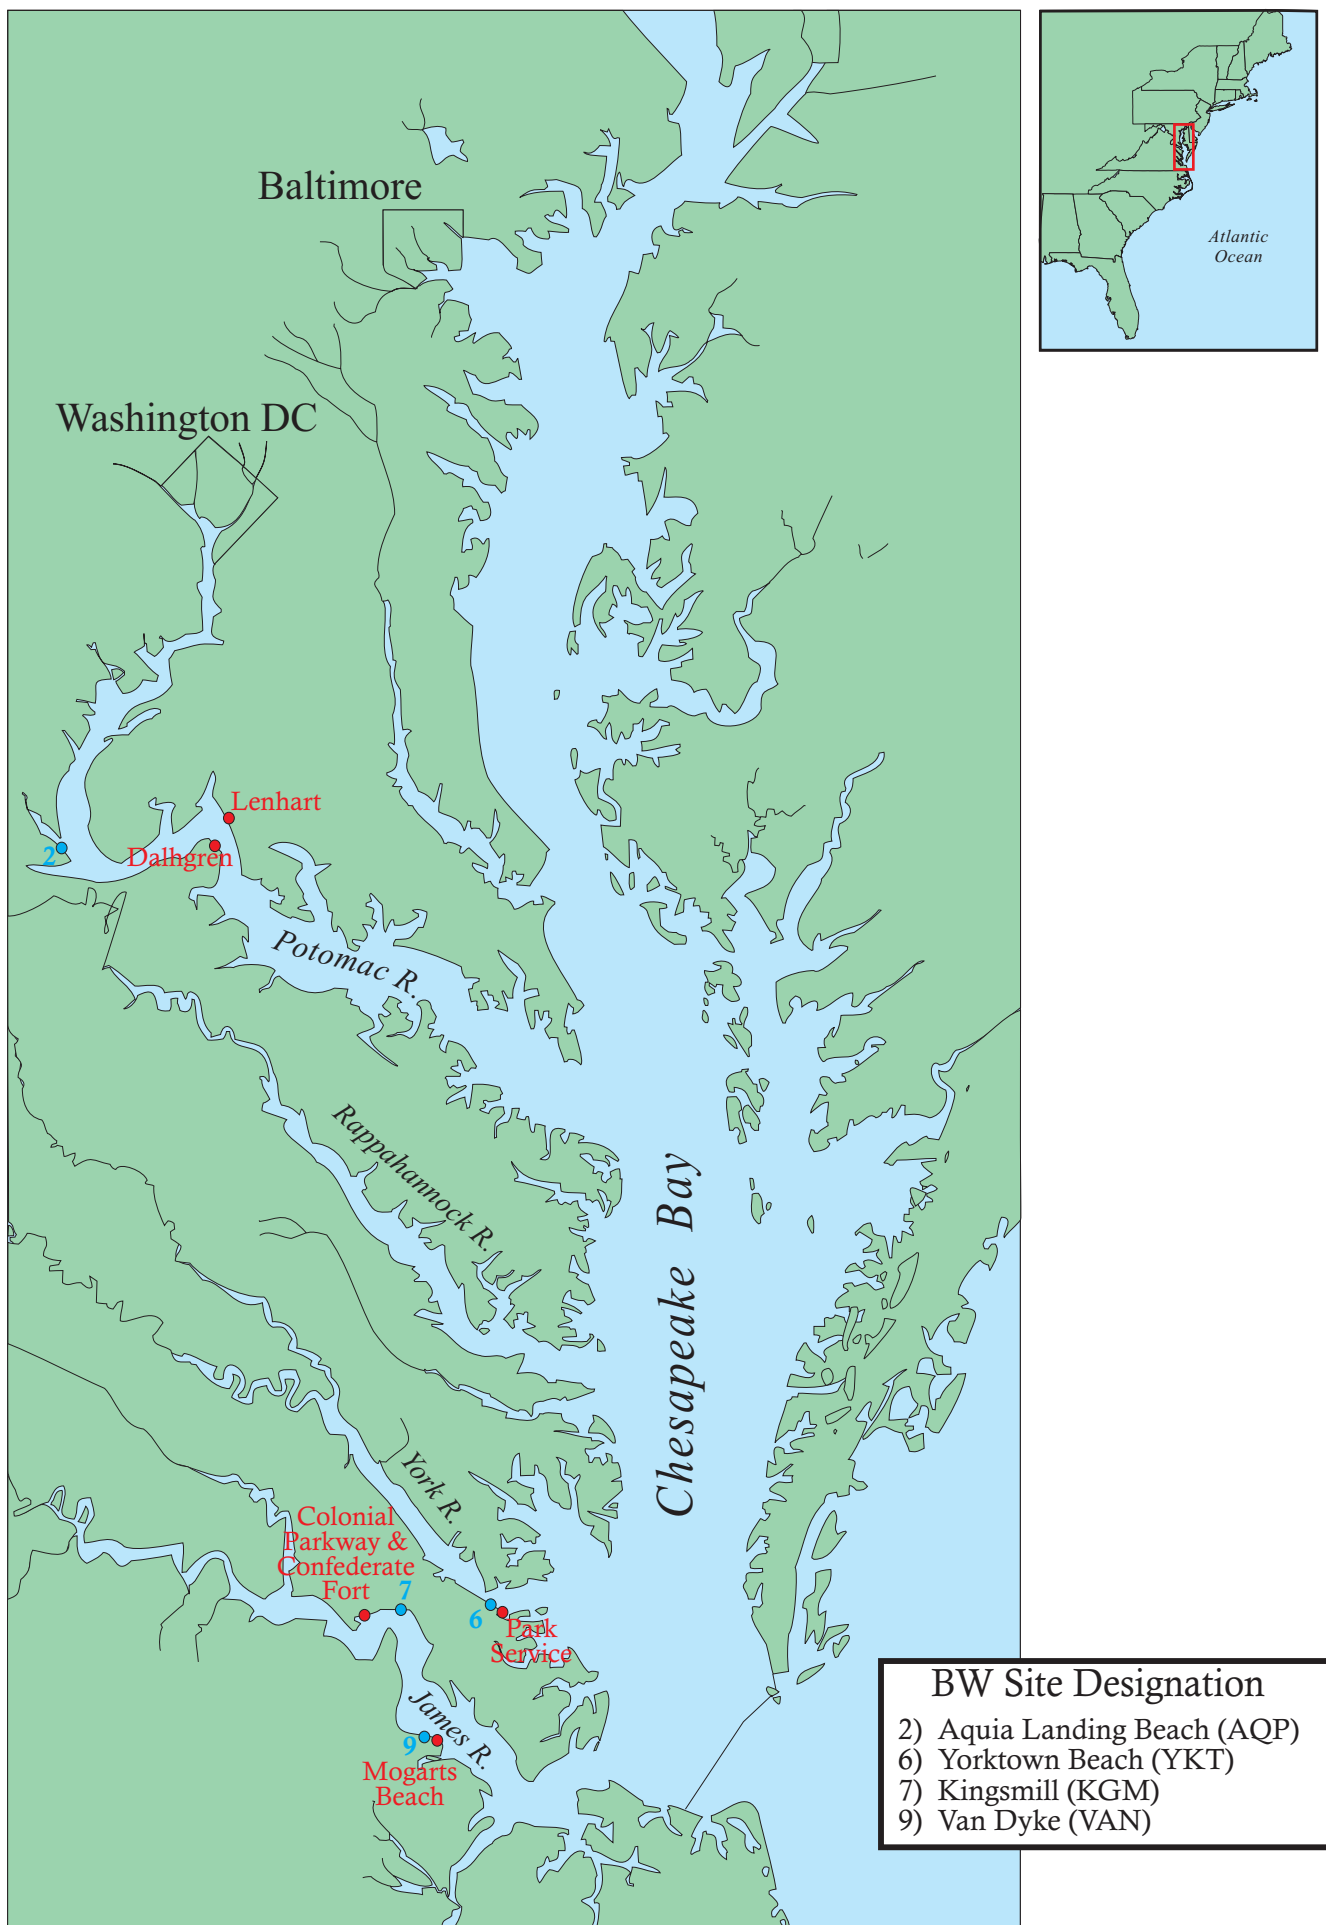 Baltimore
Atlantic
Ocean
Washington DC
Lenhart
2
Dalhgren
Potomac R.
Rappahannock R.
Chesapeake Bay
York R.
Colonial
Parkway &
Confederate
Fort
7
6
Park
Service
James R.
9
Mogarts
Beach
BW Site Designation
2) Aquia Landing Beach (AQP)
6) Yorktown Beach (YKT)
7) Kingsmill (KGM)
9) Van Dyke (VAN)